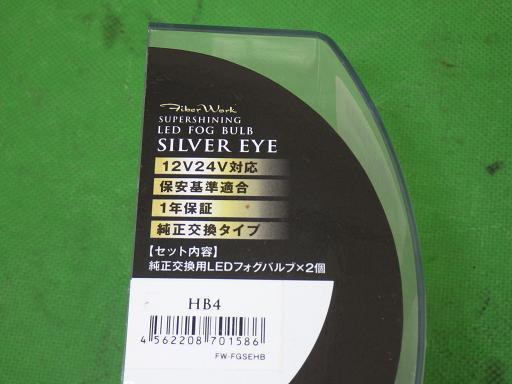 Fiber Work
SUPERSHINING
LED FOG BULB
SILVER EYE
12V24V対応
保安基準適合
1年保証
純正交換タイプ
【セット内容】
純正交換用LEDフォグバルブ×2個
HB4
4562208701586
FW-FGSEHB